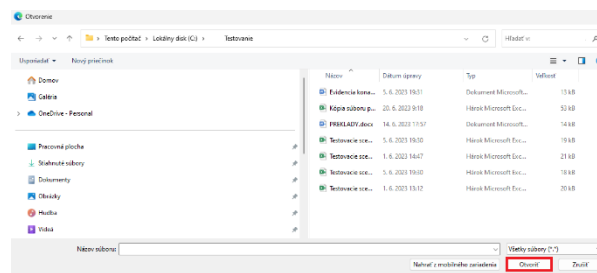 Otvorenie
Tento počítač > Lokálny disk (C:) > Testovanie
Hľadať v:
Usporiadať Nový priečinok
Názov Dátum úpravy Typ Veľkosť
Domov
Galéria
OneDrive - Personal
Pracovná plocha
Stiahnuté súbory
Dokumenty
Obrázky
Hudba
Videá
Evidencia kona... 5. 6. 2023 19:31 Dokument Microsoft... 13 kB
Kópia súboru p... 20. 6. 2023 9:18 Hárok Microsoft Exc... 53 kB
PREKLADY.docx 14. 6. 2023 17:57 Dokument Microsoft... 14 kB
Testovacie sce... 5. 6. 2023 19:30 Hárok Microsoft Exc... 19 kB
Testovacie sce... 1. 6. 2023 14:47 Hárok Microsoft Exc... 21 kB
Testovacie sce... 5. 6. 2023 19:30 Hárok Microsoft Exc... 18 kB
Testovacie sce... 1. 6. 2023 13:12 Hárok Microsoft Exc... 20 kB
Názov súboru: Všetky súbory (*.*)
Nahrať z mobilného zariadenia Otvoriť Zrušiť